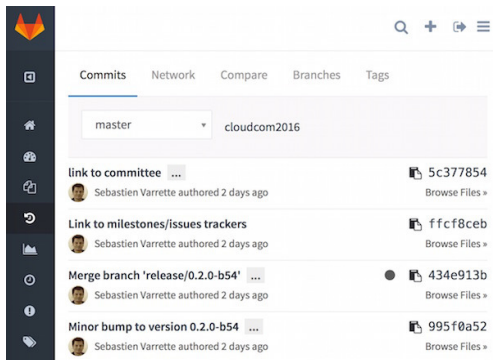 Commits Network Compare Branches Tags
master cloudcom2016
link to committee ... 5c377854
Sebastien Varrette authored 2 days ago Browse Files »
Link to milestones/issues trackers ffcf8ceb
Sebastien Varrette authored 2 days ago Browse Files »
Merge branch 'release/0.2.0-b54' ... 434e913b
Sebastien Varrette authored 2 days ago Browse Files »
Minor bump to version 0.2.0-b54 ... 995f0a52
Sebastien Varrette authored 2 days ago Browse Files »